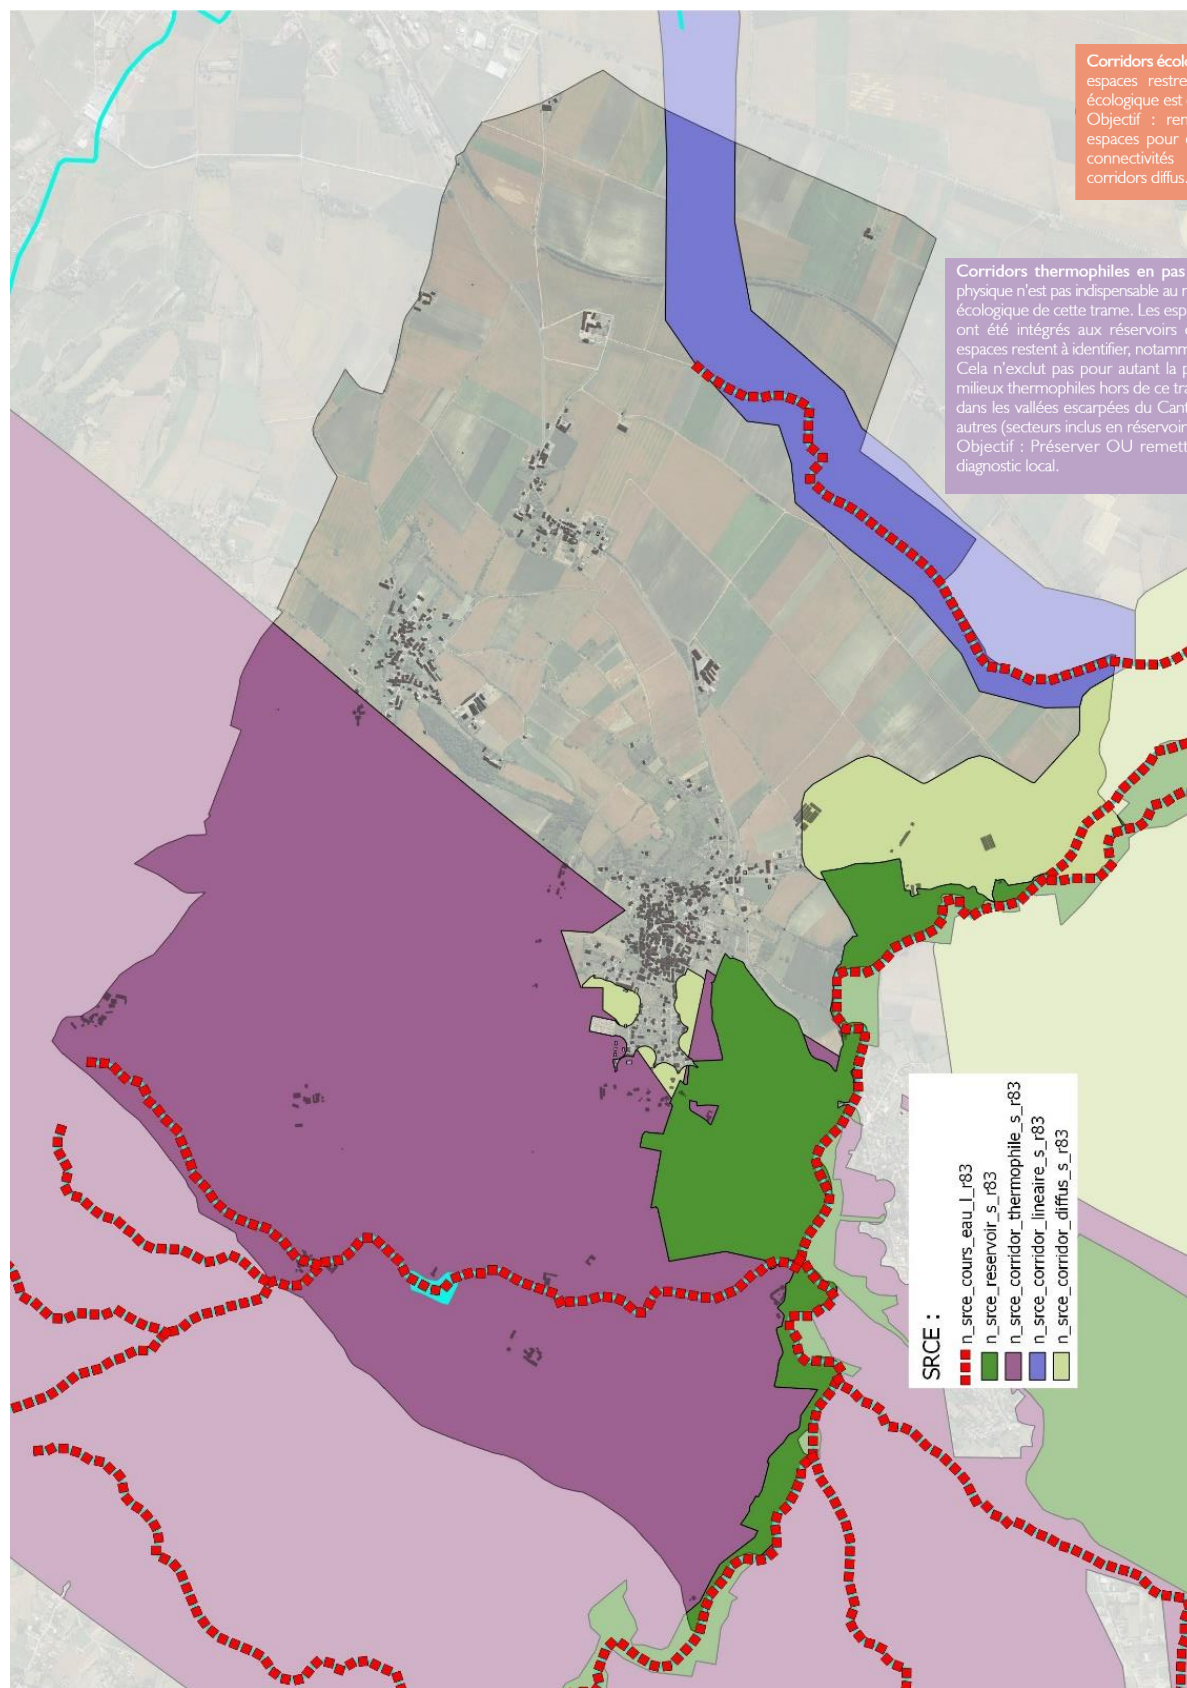 Corridors écol
espaces restre
écologique est
Objectif : re
espaces pour
connectivités
corridors diffus.
Corridors thermophiles en pas
physique n'est pas indispensable au
écologique de cette trame. Les esp
ont été intégrés aux réservoirs
espaces restent à identifier, notamm
Cela n'exclut pas pour autant la p
milieux thermophiles hors de ce tra
dans les vallées escarpées du Cant
autres (secteurs inclus en réservoir
Objectif : Préserver OU remett
diagnostic local.
SRCE :
n_srce_cours_eau_l_r83
n_srce_reservoir_s_r83
n_srce_corridor_thermophile_s_r83
n_srce_corridor_lineaire_s_r83
n_srce_corridor_diffus_s_r83